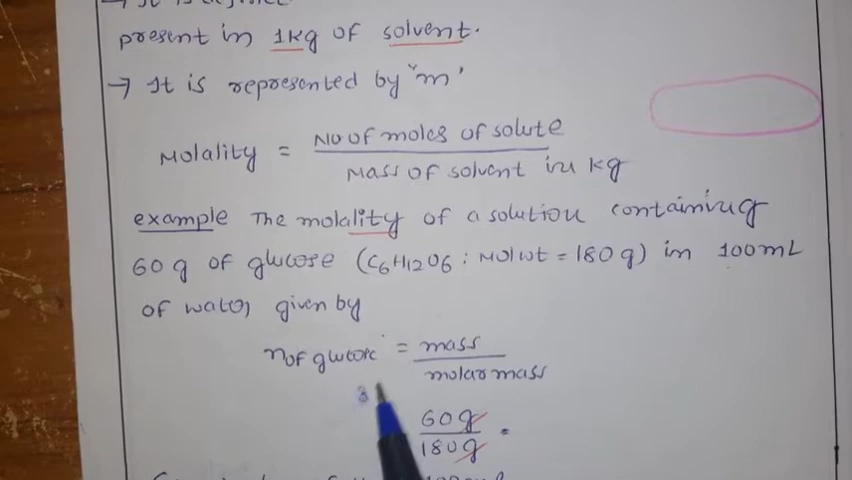 present in 1kg of solvent.
→ It is represented by "m"
Molality = No of moles of solute
Mass of solvent in kg
example The molality of a solution containing
60 g of glucose (C6H12O6 : Mol wt = 180 g) in 100mL
of water given by
n of glucose = mass
molar mass
60g
180g